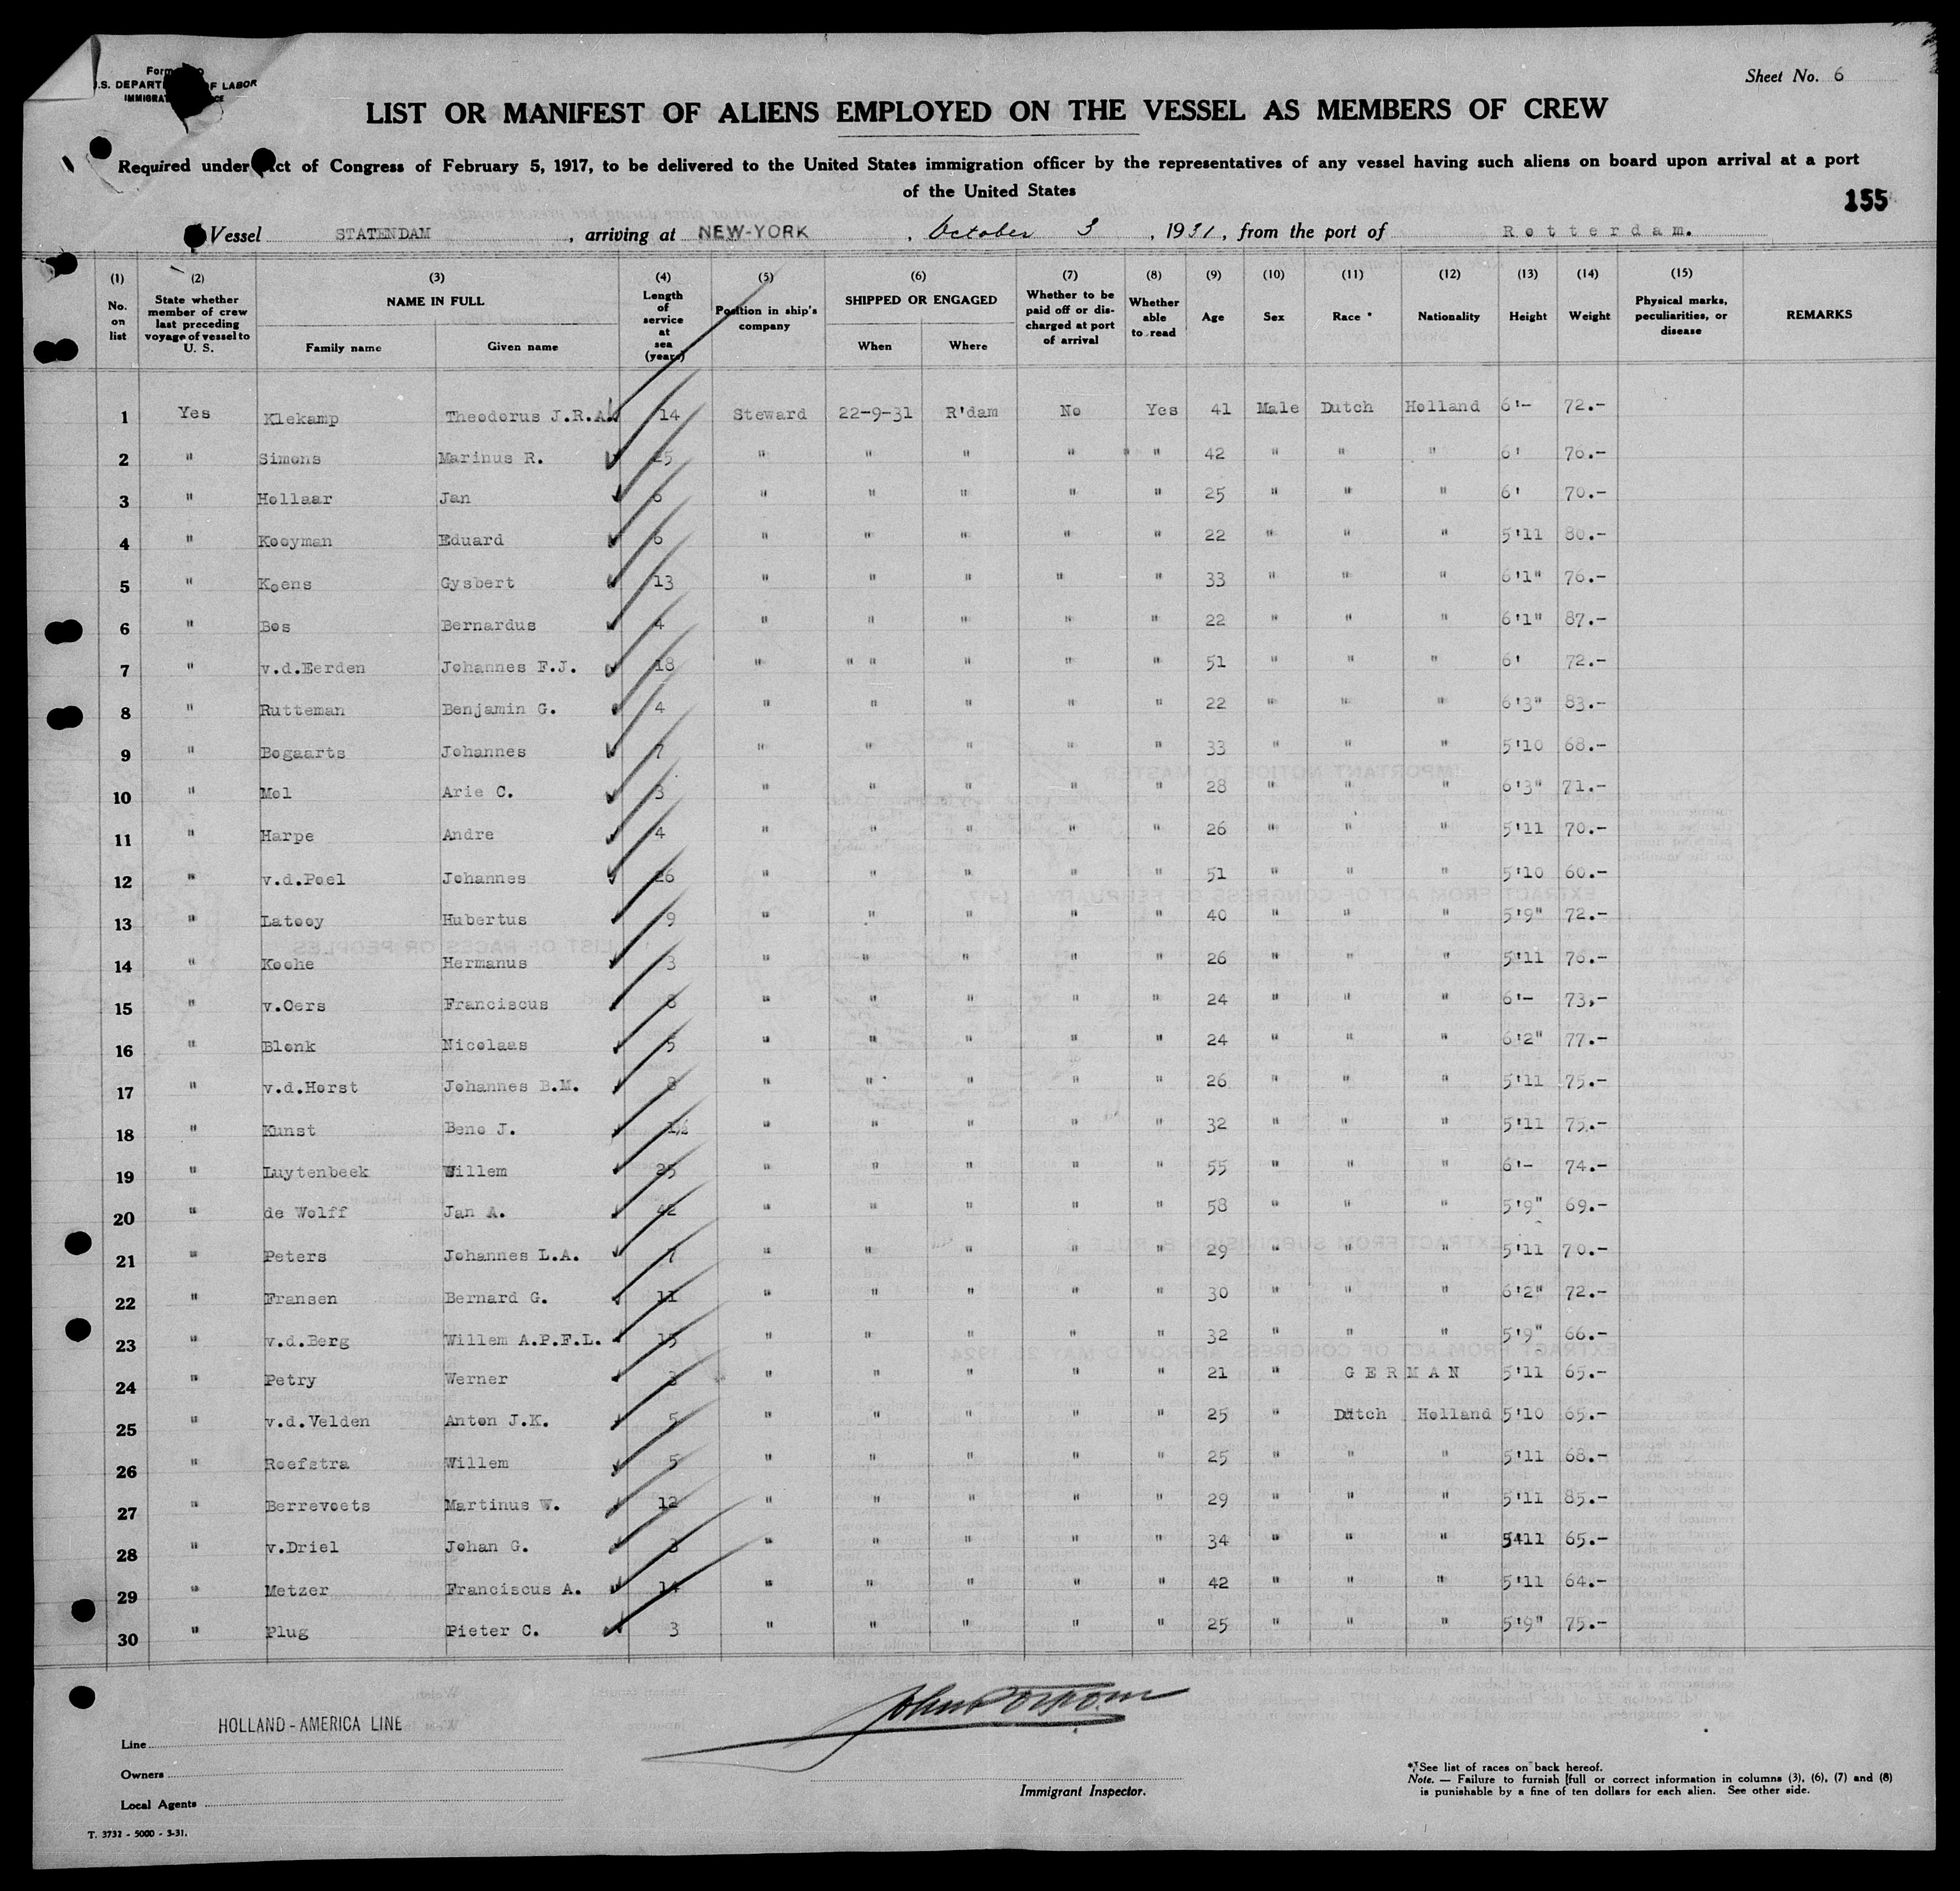 Sheet No. 6
U.S. DEPARTMENT OF LABOR
LIST OR MANIFEST OF ALIENS EMPLOYED ON THE VESSEL AS MEMBERS OF CREW
Required under Act of Congress of February 5, 1917, to be delivered to the United States immigration officer by the representatives of any vessel having such aliens on board upon arrival at a port
of the United States
155
Vessel STATENDAM, arriving at NEW-YORK, October 3, 1931, from the port of Rotterdam.
(1) (2) (3) (4) (5) (6) (7) (8) (9) (10) (11) (12) (13) (14) (15)
No. on list State whether member of crew last preceding voyage of vessel to U. S. NAME IN FULL Family name Given name Length of service at sea (years) Position in ship's company SHIPPED OR ENGAGED When Where Whether to be paid off or discharged at port of arrival Whether able to read Age Sex Race * Nationality Height Weight Physical marks, peculiarities, or disease REMARKS
1 Yes Klekamp Theodorus J.R.A. 14 Steward 22-9-31 R'dam No Yes 41 Male Dutch Holland 6'- 72.-
2 " Simons Marinus R. 25 " " " " " " 42 " " " 6' 76.-
3 " Hollaar Jan 6 " " " " " 25 " " " 6' 70.-
4 " Kooyman Eduard 6 " " " " " 22 " " " 5'11 80.-
5 " Koens Gysbert 13 " " " " " 33 " " " 6'1" 76.-
6 " Bos Bernardus 4 " " " " " 22 " " " 6'1" 87.-
7 " v.d.Eerden Johannes F.J. 18 " " " " " " 51 " " " 6' 72.-
8 " Rutteman Benjamin G. 4 " " " " " 22 " " " 6'3" 83.-
9 " Bogaarts Johannes 7 " " " " " 33 " " " 5'10 68.-
10 " Mol Arie C. 3 " " " " " 28 " " " 6'3" 71.-
11 " Harpe Andre 4 " " " " " 26 " " " 5'11 70.-
12 " v.d.Poel Johannes 26 " " " " " 51 " " " 5'10 60.-
13 " Latooy Hubertus 9 " " " " " 40 " " " 5'9" 72.-
14 " Koohe Hermanus 3 " " " " " 26 " " " 5'11 76.-
15 " v.Oers Franciscus 8 " " " " " 24 " " " 6'- 73,-
16 " Blonk Nicolaas 5 " " " " " 24 " " " 6'2" 77.-
17 " v.d.Horst Johannes B.M. 8 " " " " " 26 " " " 5'11 75.-
18 " Kunst Beno J. 1½ " " " " " 32 " " " 5'11 75.-
19 " Luytenbeek Willem 25 " " " " " 55 " " " 6'- 74.-
20 " de Wolff Jan A. 42 " " " " " 58 " " " 5'9" 69.-
21 " Peters Johannes L.A. 7 " " " " " 29 " " " 5'11 70.-
22 " Fransen Bernard G. 11 " " " " " 30 " " " 6'2" 72.-
23 " v.d.Berg Willem A.P.F.L. 15 " " " " " 32 " " " 5'9" 66.-
24 " Petry Werner 3 " " " " " 21 " GERMAN 5'11 65.-
25 " v.d.Velden Anton J.K. 5 " " " " " 25 " Dutch Holland 5'10 65.-
26 " Roefstra Willem 5 " " " " " 25 " " " 5'11 68.-
27 " Berrevoets Martinus W. 12 " " " " " 29 " " " 5'11 85.-
28 " v.Driel Johan G. 3 " " " " " 34 " " " 5'11 65.-
29 " Metzer Franciscus A. 14 " " " " " 42 " " " 5'11 64.-
30 " Plug Pieter C. 3 " " " " " 25 " " " 5'9" 75.-
Line HOLLAND-AMERICA LINE
Owners
Local Agents
Immigrant Inspector.
* See list of races on back hereof.
Note. — Failure to furnish full or correct information in columns (3), (6), (7) and (8)
is punishable by a fine of ten dollars for each alien. See other side.
T. 3732 - 5000 - 3-31.